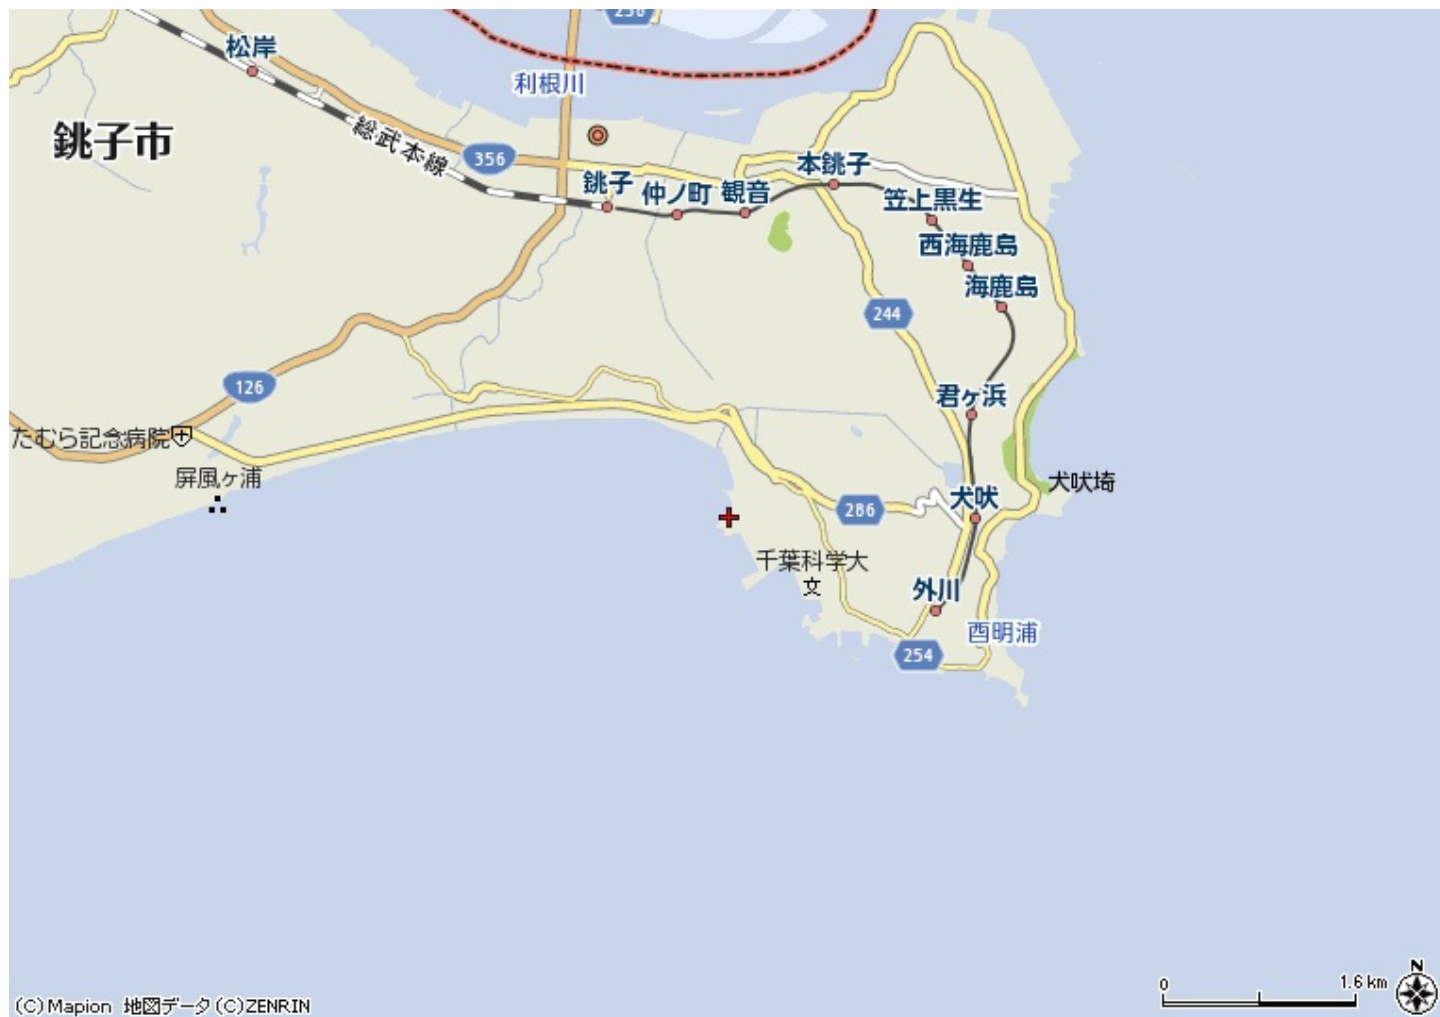 236
松岸
利根川
銚子市
総武本線
356
本銚子
銚子
仲ノ町
観音
笠上黒生
西海鹿島
海鹿島
244
126
君ヶ浜
たむら記念病院
屏風ヶ浦
犬吠埼
犬吠
286
千葉科学大
文
外川
酉明浦
254
N
0
1.6 km
(C)Mapion 地図データ(C)ZENRIN